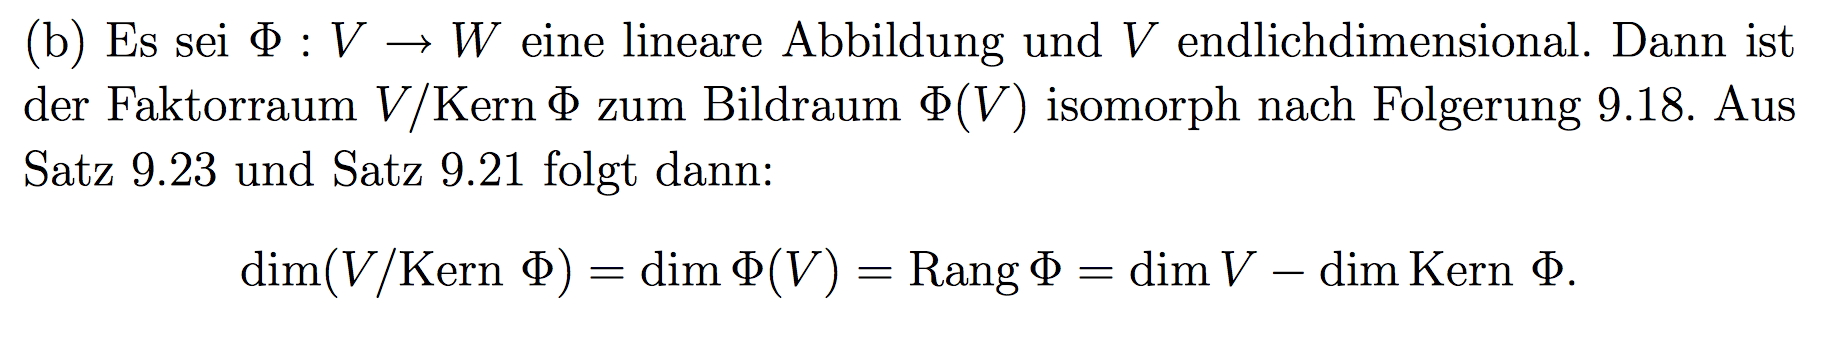 (b) Es sei Φ : V → W eine lineare Abbildung und V endlichdimensional. Dann ist
der Faktorraum V/Kern Φ zum Bildraum Φ(V) isomorph nach Folgerung 9.18. Aus
Satz 9.23 und Satz 9.21 folgt dann:
dim(V/Kern Φ) = dim Φ(V) = Rang Φ = dim V − dim Kern Φ.